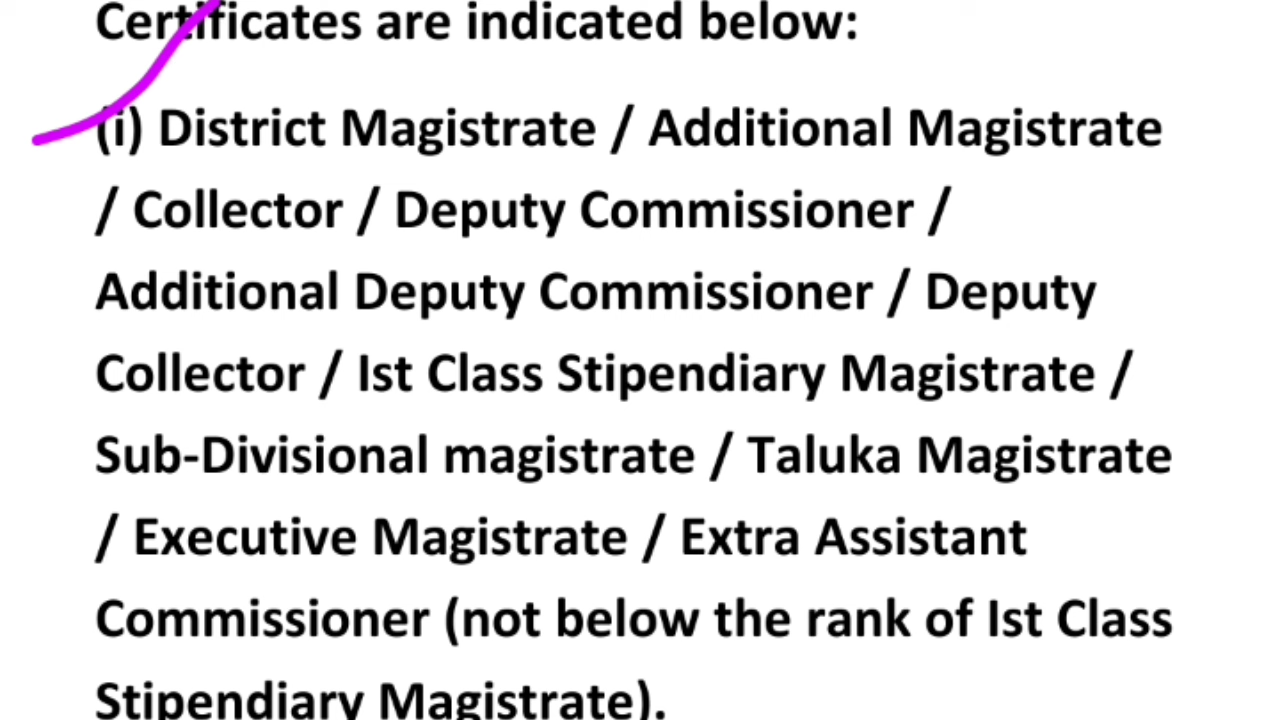 Certificates are indicated below:
(i) District Magistrate / Additional Magistrate
/ Collector / Deputy Commissioner /
Additional Deputy Commissioner / Deputy
Collector / Ist Class Stipendiary Magistrate /
Sub-Divisional magistrate / Taluka Magistrate
/ Executive Magistrate / Extra Assistant
Commissioner (not below the rank of Ist Class
Stipendiary Magistrate).